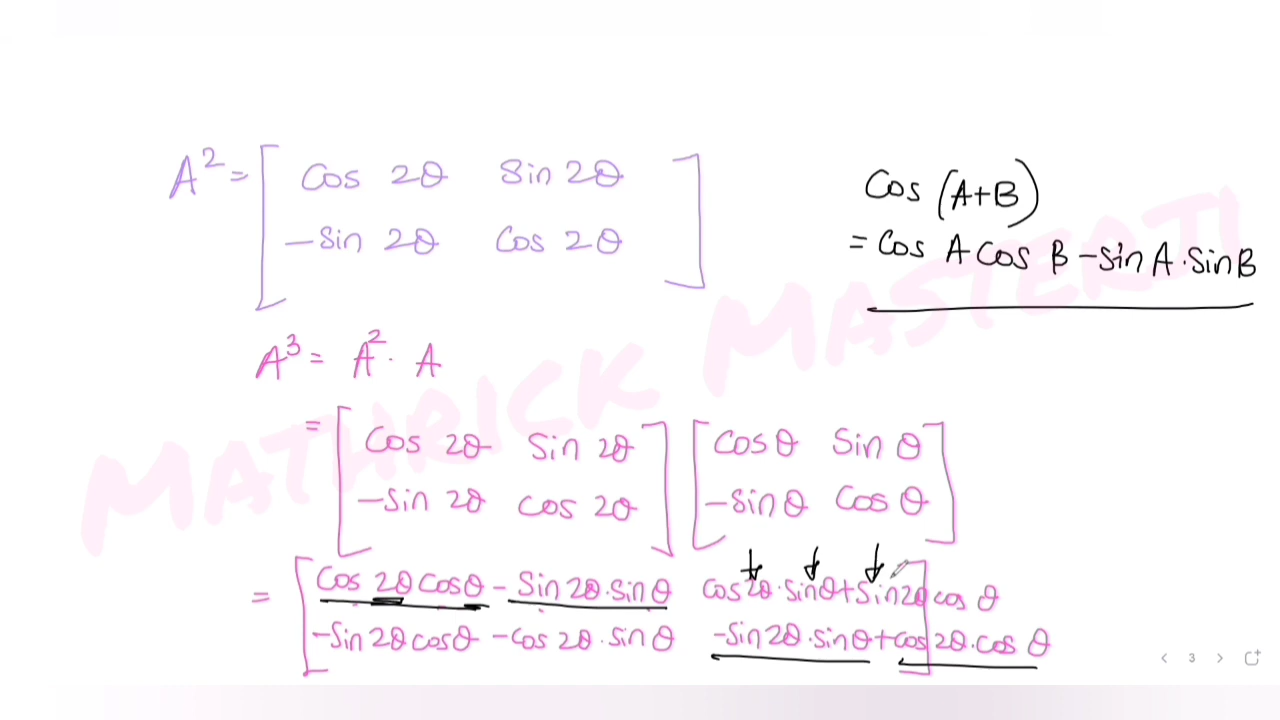 A² = [ Cos 2θ Sin 2θ
-Sin 2θ Cos 2θ ]
Cos (A+B)
= Cos A Cos B - Sin A · Sin B
A³ = A² · A
= [ Cos 2θ Sin 2θ ] [ Cos θ Sin θ ]
-Sin 2θ Cos 2θ -Sin θ Cos θ
= [ Cos 2θ Cos θ - Sin 2θ · Sin θ Cos 2θ · Sin θ + Sin 2θ Cos θ
-Sin 2θ Cos θ - Cos 2θ · Sin θ -Sin 2θ · Sin θ + Cos 2θ · Cos θ ]
MATHRICK MASTERJI
< 3 >